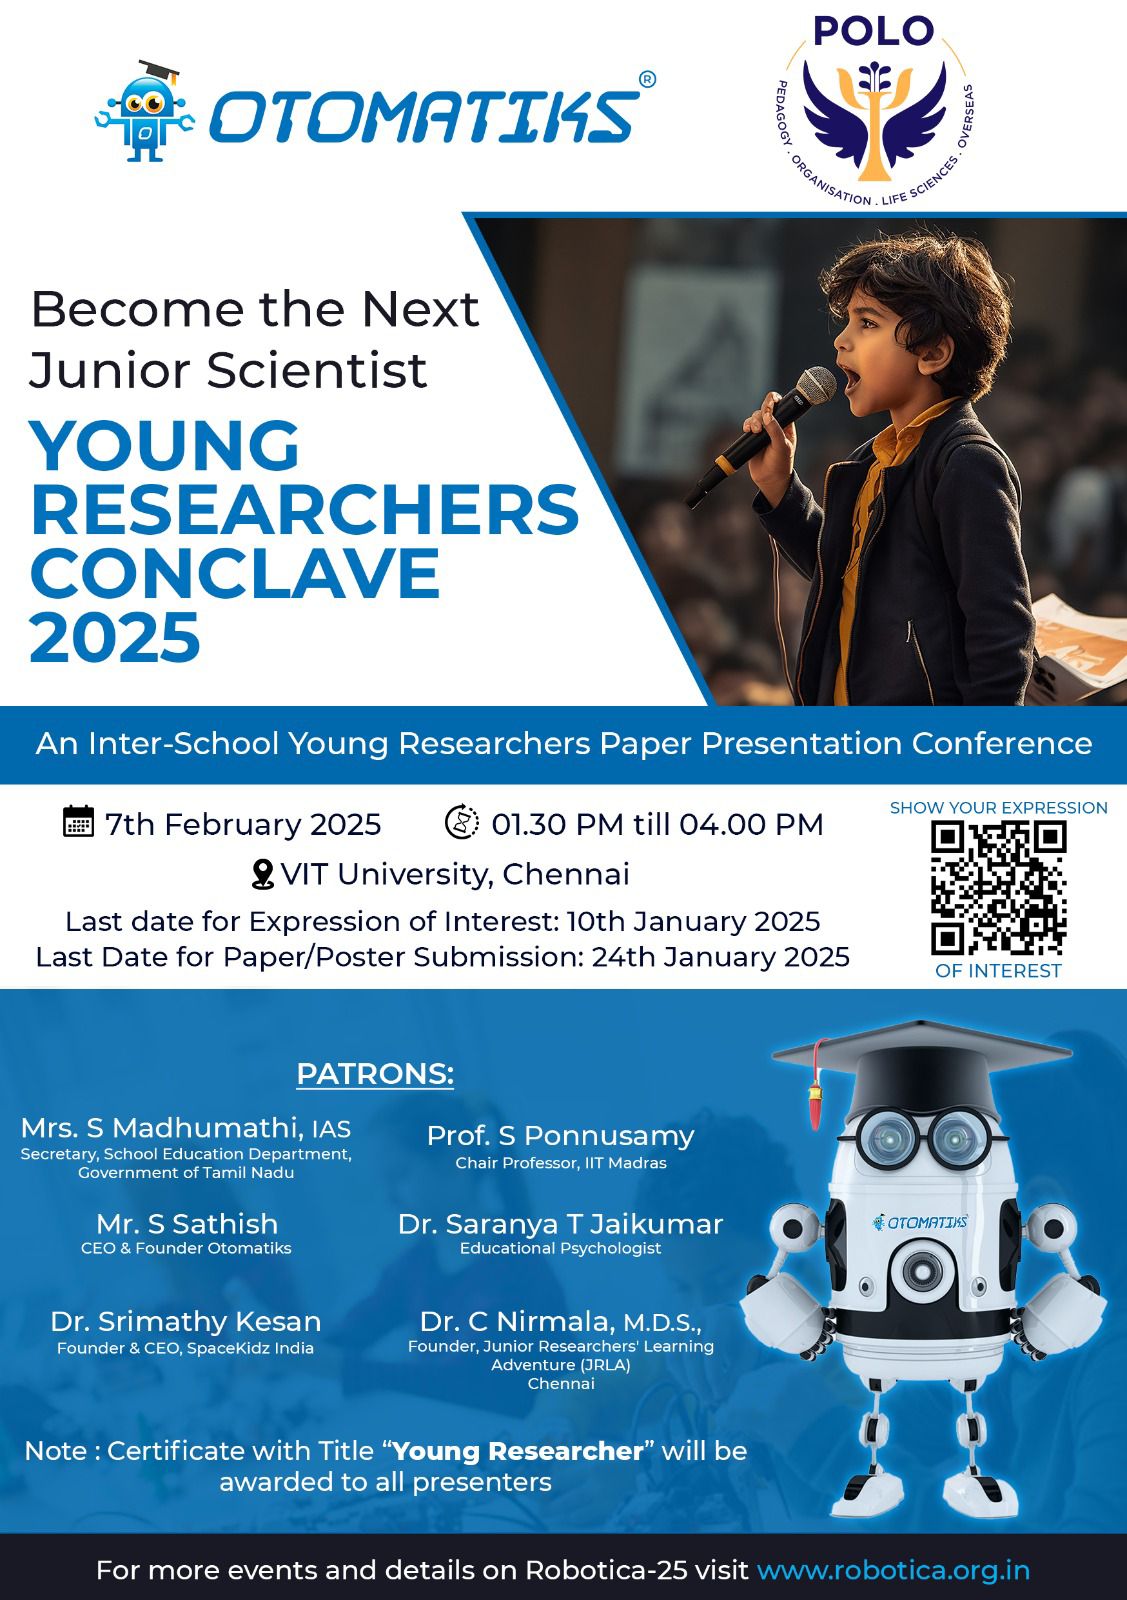 OTOMATIKS®
POLO
PEDAGOGY . ORGANISATION . LIFE SCIENCES . OVERSEAS
Become the Next
Junior Scientist
YOUNG
RESEARCHERS
CONCLAVE
2025
An Inter-School Young Researchers Paper Presentation Conference
7th February 2025
01.30 PM till 04.00 PM
VIT University, Chennai
Last date for Expression of Interest: 10th January 2025
Last Date for Paper/Poster Submission: 24th January 2025
SHOW YOUR EXPRESSION
OF INTEREST
PATRONS:
Mrs. S Madhumathi, IAS
Secretary, School Education Department,
Government of Tamil Nadu
Prof. S Ponnusamy
Chair Professor, IIT Madras
Mr. S Sathish
CEO & Founder Otomatiks
Dr. Saranya T Jaikumar
Educational Psychologist
Dr. Srimathy Kesan
Founder & CEO, SpaceKidz India
Dr. C Nirmala, M.D.S.,
Founder, Junior Researchers' Learning
Adventure (JRLA)
Chennai
OTOMATIKS
Note : Certificate with Title “Young Researcher” will be
awarded to all presenters
For more events and details on Robotica-25 visit www.robotica.org.in